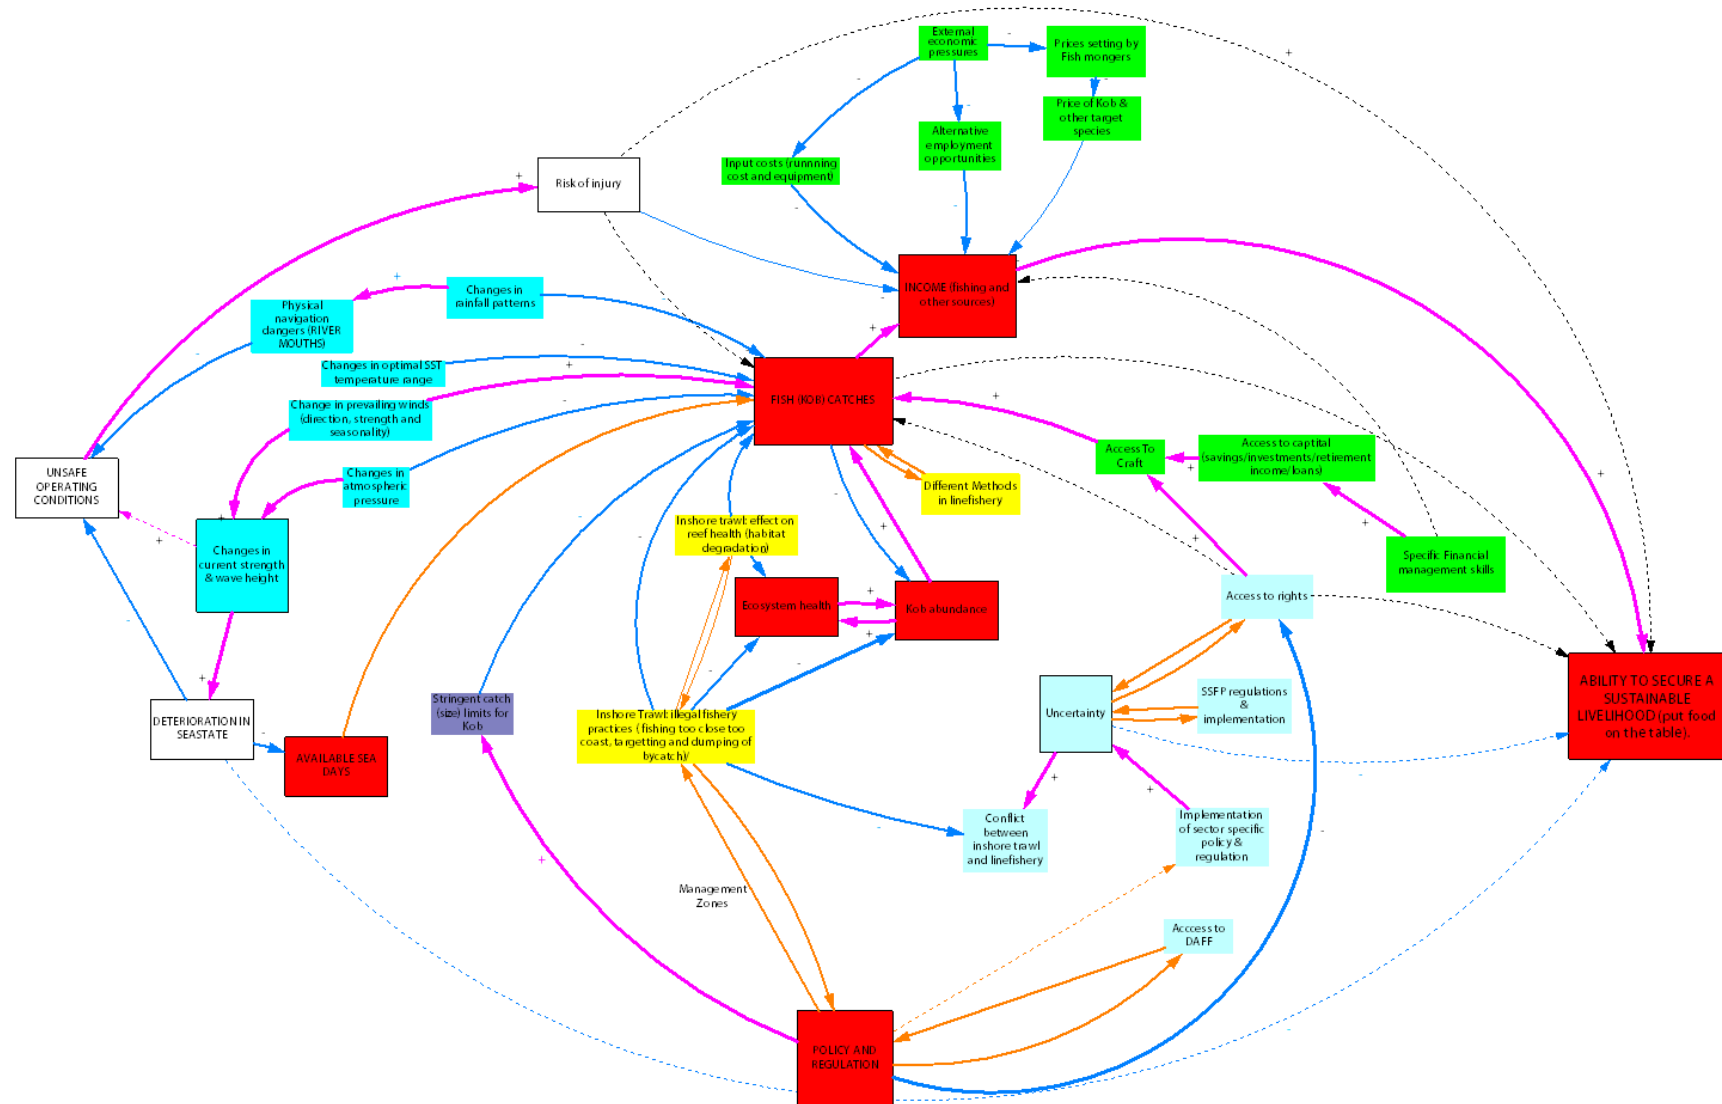 External
economic
pressures
Prices setting by
Fish mongers
Price of Kob &
other target
species
Alternative
employment
opportunities
Input costs (runnning
cost and equipment)
Risk of injury
INCOME (fishing and
other sources)
Changes in
rainfall patterns
Physical
navigation
dangers (RIVER
MOUTHS)
Changes in optimal SST
temperature range
Change in prevailing winds
(direction, strength and
seasonality)
FISH (KOB) CATCHES
Access To
Craft
Access to captital
(savings/investments/retirement
income/loans)
UNSAFE
OPERATING
CONDITIONS
Changes in
atmospheric
pressure
Different Methods
in linefishery
Inshore trawl: effect on
reef health (habitat
degradation)
Changes in
current strength
& wave height
Specific Financial
management skills
Ecosystem health
Kob abundance
Access to rights
DETERIORATION IN
SEASTATE
AVAILABLE SEA
DAYS
Stringent catch
(size) limits for
Kob
Inshore Trawl: illegal fishery
practices ( fishing too close too
coast, targetting and dumping of
bycatch)/
Uncertainty
SSFP regulations
&
implementation
ABILITY TO SECURE A
SUSTAINABLE
LIVELIHOOD (put food
on the table).
Conflict
between
inshore trawl
and linefishery
Implementation
of sector specific
policy &
regulation
Management
Zones
Acccess to
DAFF
POLICY AND
REGULATION